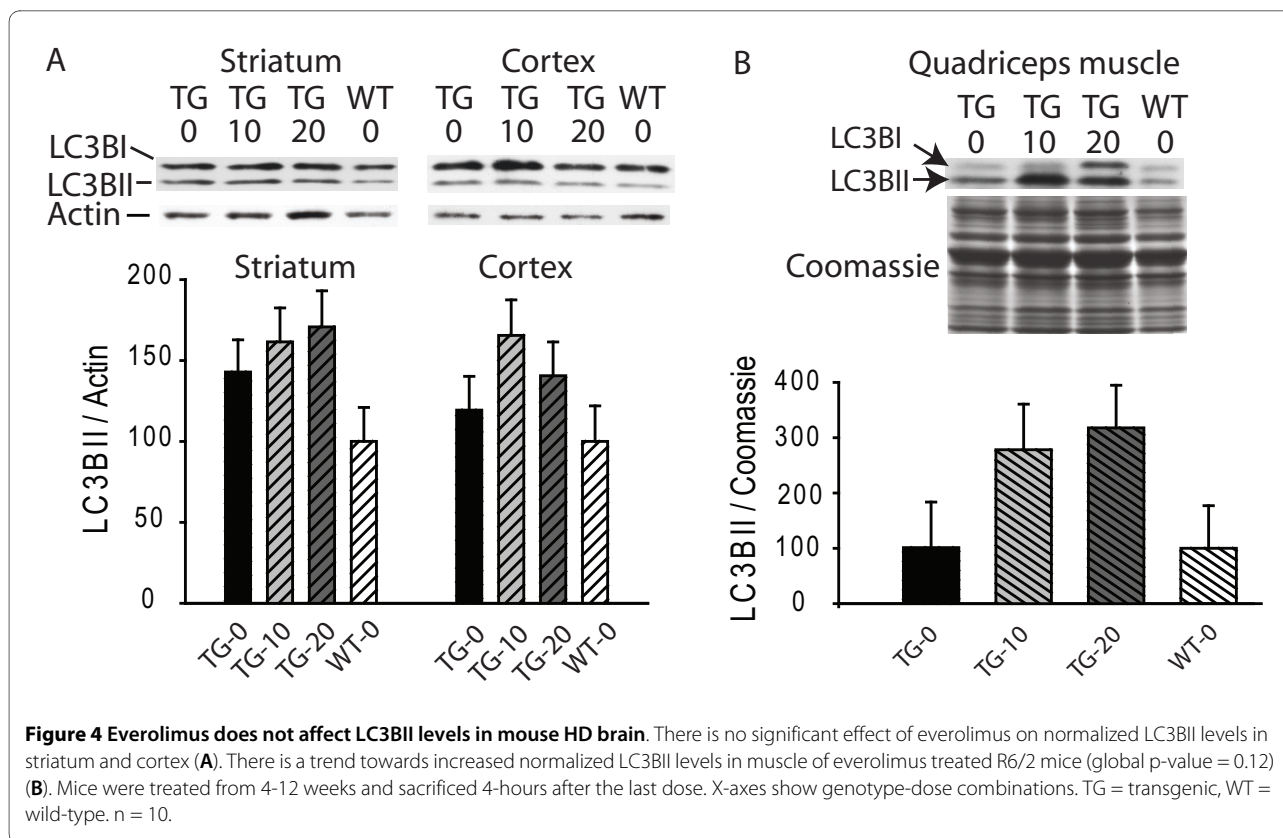 A
Striatum
Cortex
TG TG TG WT
0 10 20 0
TG TG TG WT
0 10 20 0
LC3BI
LC3BII
Actin
Striatum
Cortex
LC3BII / Actin
200
150
100
50
0
TG-0
TG-10
TG-20
WT-0
TG-0
TG-10
TG-20
WT-0
B
Quadriceps muscle
TG TG TG WT
0 10 20 0
LC3BI
LC3BII
Coomassie
LC3BII / Coomassie
400
300
200
100
0
TG-0
TG-10
TG-20
WT-0
Figure 4 Everolimus does not affect LC3BII levels in mouse HD brain. There is no significant effect of everolimus on normalized LC3BII levels in
striatum and cortex (A). There is a trend towards increased normalized LC3BII levels in muscle of everolimus treated R6/2 mice (global p-value = 0.12)
(B). Mice were treated from 4-12 weeks and sacrificed 4-hours after the last dose. X-axes show genotype-dose combinations. TG = transgenic, WT =
wild-type. n = 10.